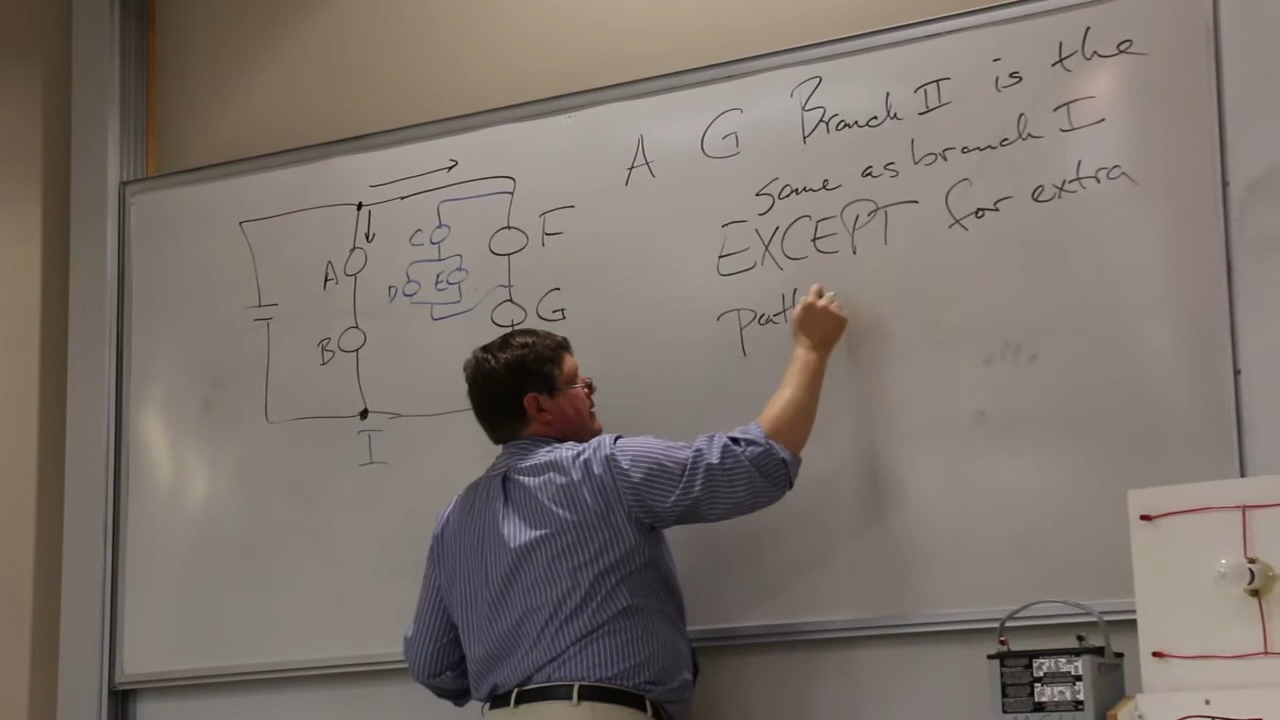 A G Branch II is the
same as branch I
EXCEPT for extra
path
F
C
A
D
E
G
B
I